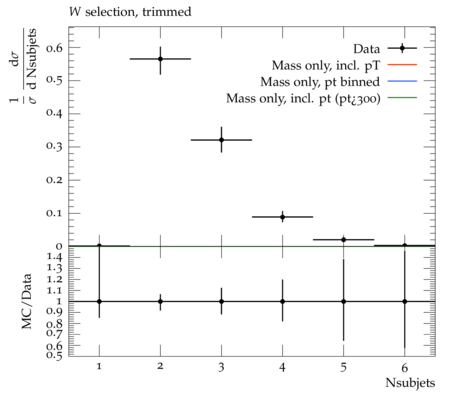 W selection, trimmed
1/σ dσ/d Nsubjets
Data
Mass only, incl. pT
Mass only, pt binned
Mass only, incl. pt (pt¿300)
0.6
0.5
0.4
0.3
0.2
0.1
0
MC/Data
1.4
1.3
1.2
1.1
1
0.9
0.8
0.7
0.6
0.5
1 2 3 4 5 6
Nsubjets